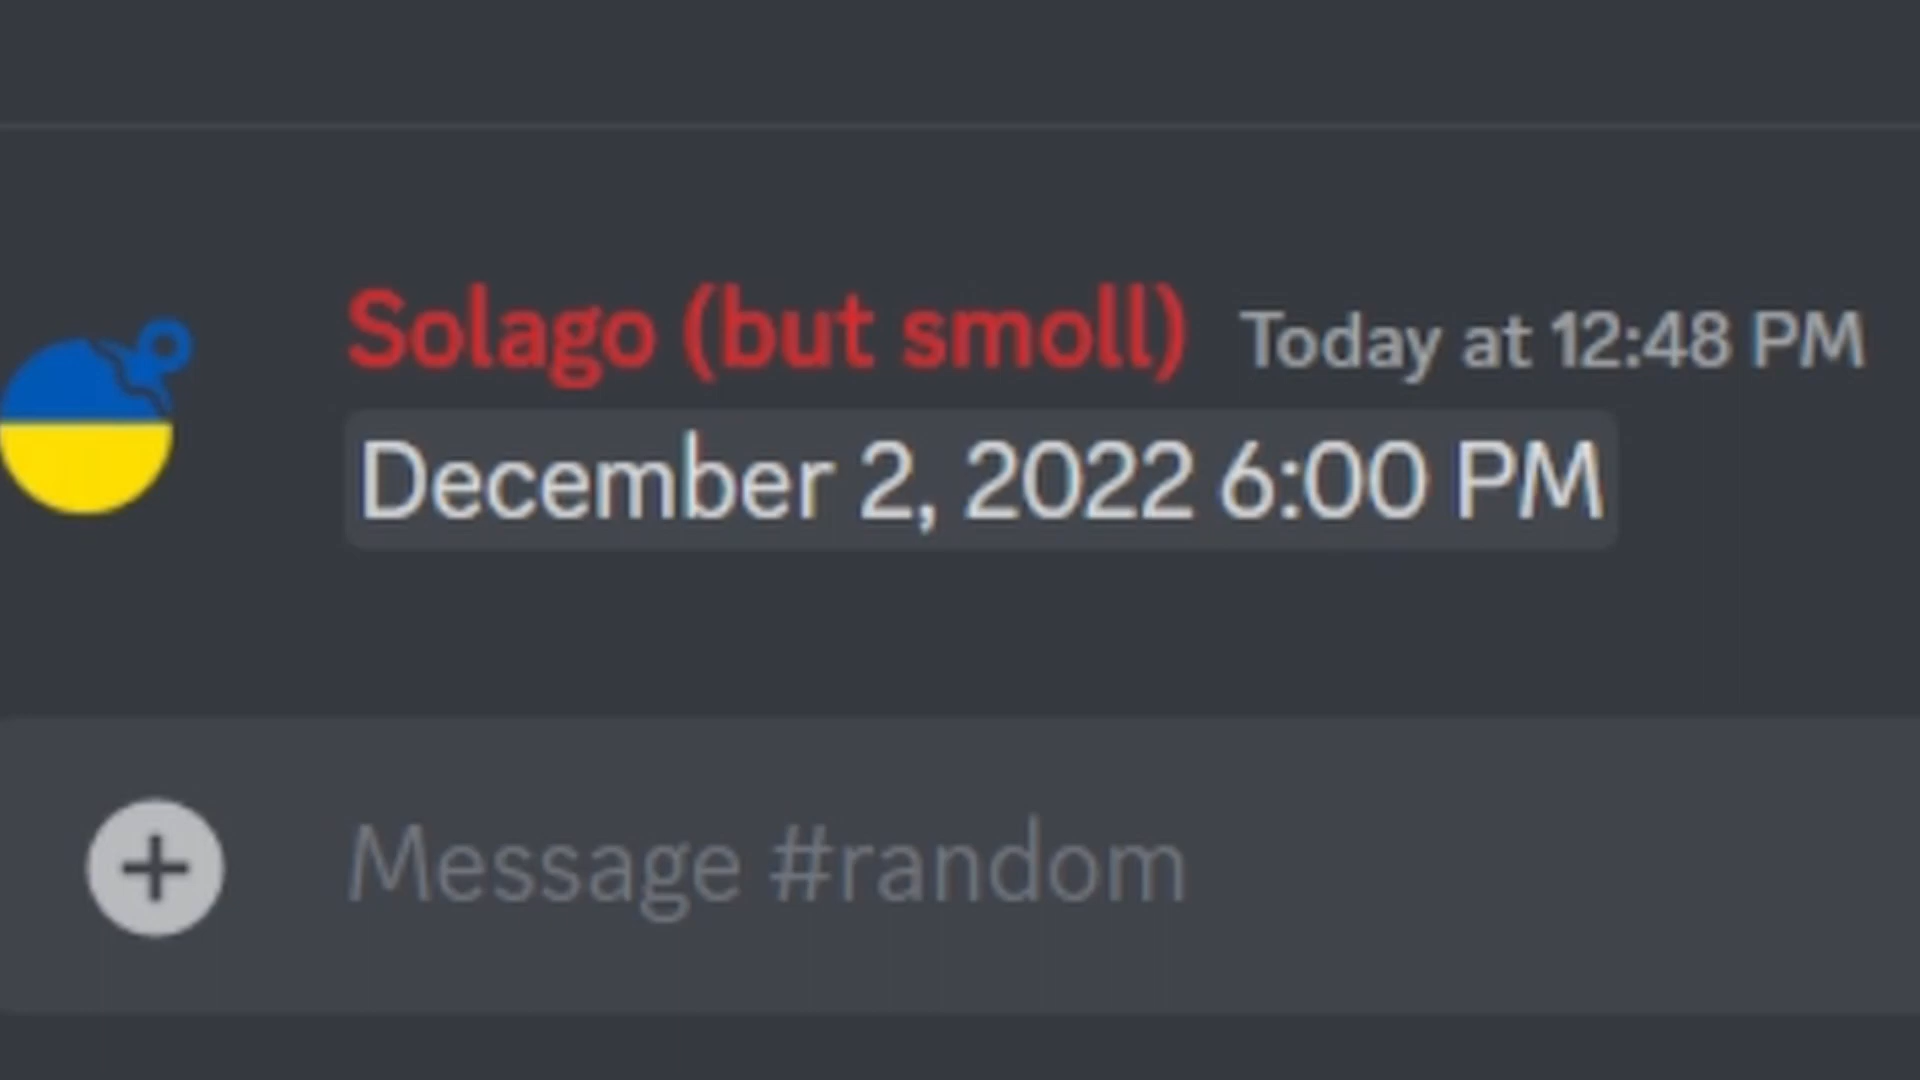 Solago (but smoll) Today at 12:48 PM
December 2, 2022 6:00 PM
Message #random